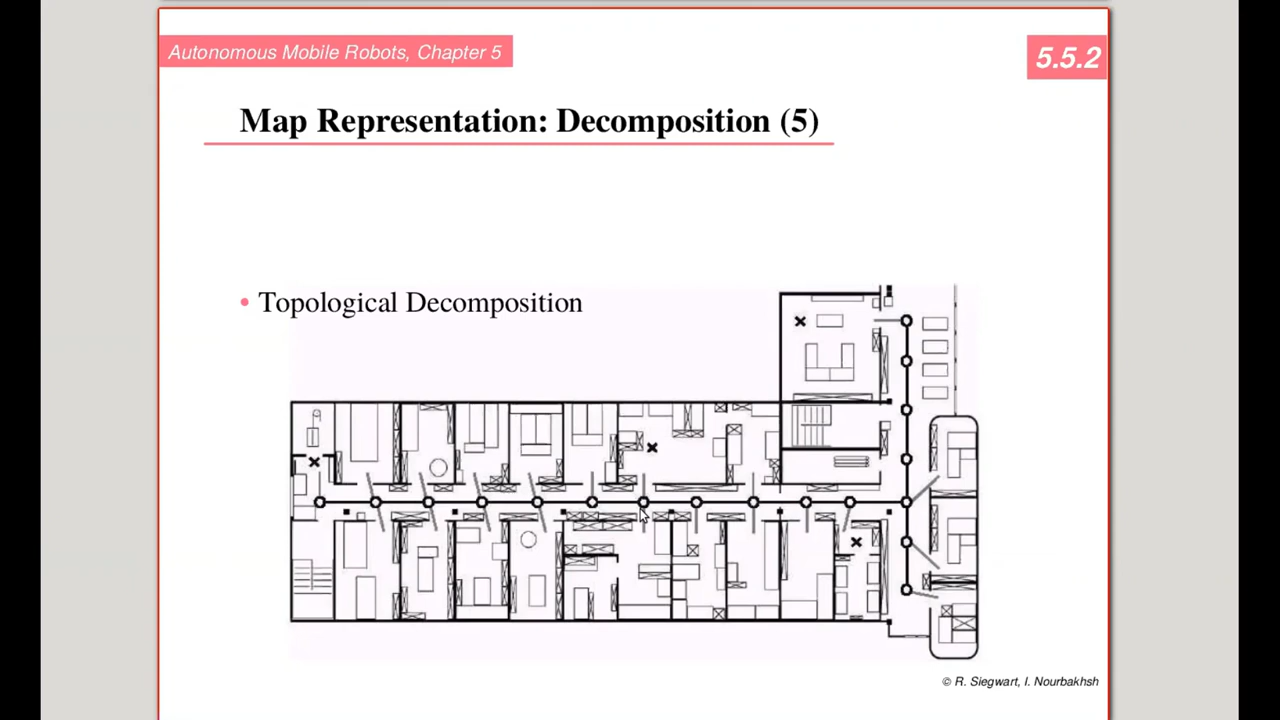 Autonomous Mobile Robots, Chapter 5
5.5.2
Map Representation: Decomposition (5)
• Topological Decomposition
© R. Siegwart, I. Nourbakhsh